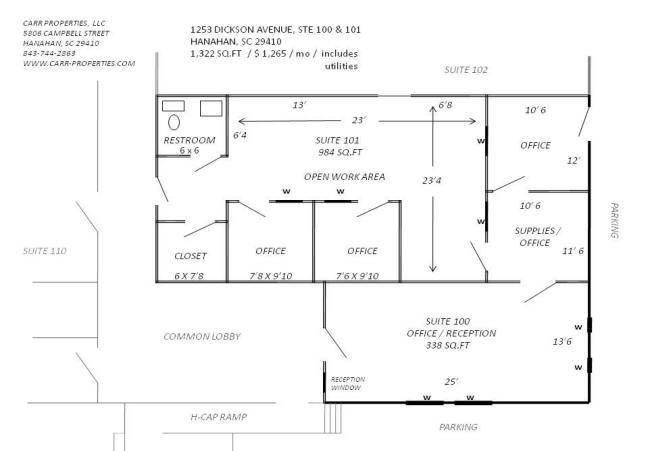 CARR PROPERTIES, LLC
5806 CAMPBELL STREET
HANAHAN, SC 29410
843-744-2863
WWW.CARR-PROPERTIES.COM
1253 DICKSON AVENUE, STE 100 & 101
HANAHAN, SC 29410
1,322 SQ.FT / $ 1,265 / mo / includes
utilities
SUITE 102
13'
6'8
23'
6'4
RESTROOM
6 x 6
SUITE 101
984 SQ.FT
W
10' 6
OFFICE
12'
OPEN WORK AREA
23'4
W
W
W
10' 6
SUPPLIES /
OFFICE
11' 6
PARKING
SUITE 110
CLOSET
6 X 7'8
OFFICE
7'8 X 9'10
OFFICE
7'6 X 9'10
COMMON LOBBY
SUITE 100
OFFICE / RECEPTION
338 SQ.FT
W
13'6
W
RECEPTION
WINDOW
25'
W
W
H-CAP RAMP
PARKING